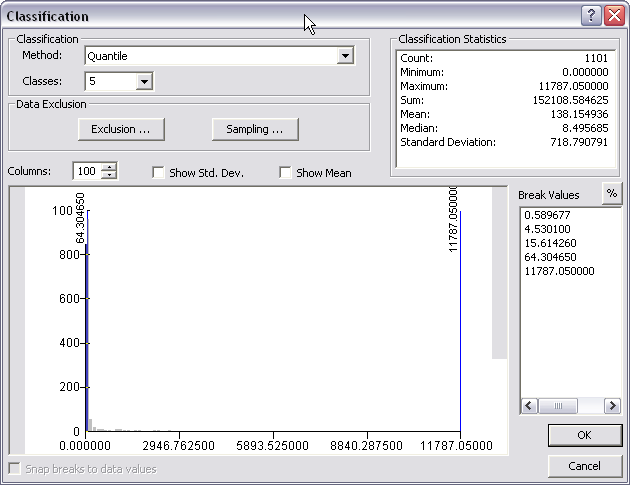 Classification
Classification
Method: Quantile
Classes: 5
Data Exclusion
Exclusion ...
Sampling ...
Classification Statistics
Count: 1101
Minimum: 0.000000
Maximum: 11787.050000
Sum: 152108.584625
Mean: 138.154936
Median: 8.495685
Standard Deviation: 718.790791
Columns: 100
Show Std. Dev.
Show Mean
Break Values
%
0.589677
4.530100
15.614260
64.304650
11787.050000
64.304650
11787.050000
100
800
600
400
200
0
0.000000 2946.762500 5893.525000 8840.287500 11787.05000
OK
Cancel
Snap breaks to data values